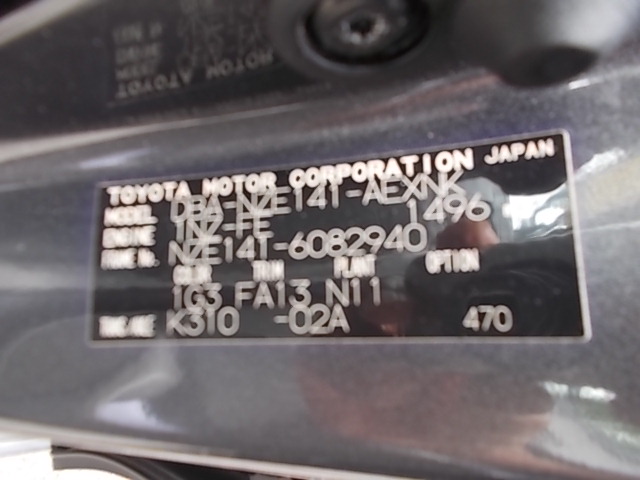 TOYOTA MOTOR CORPORATION JAPAN
MODEL DBA-NZE141-AEXNK
ENGINE 1NZ-FE 1496
FRAME No. NZE141-6082940
COLOR TRIM PLANT OPTION
1G3 FA13 N11
TRANS/AXLE K310 -02A 470